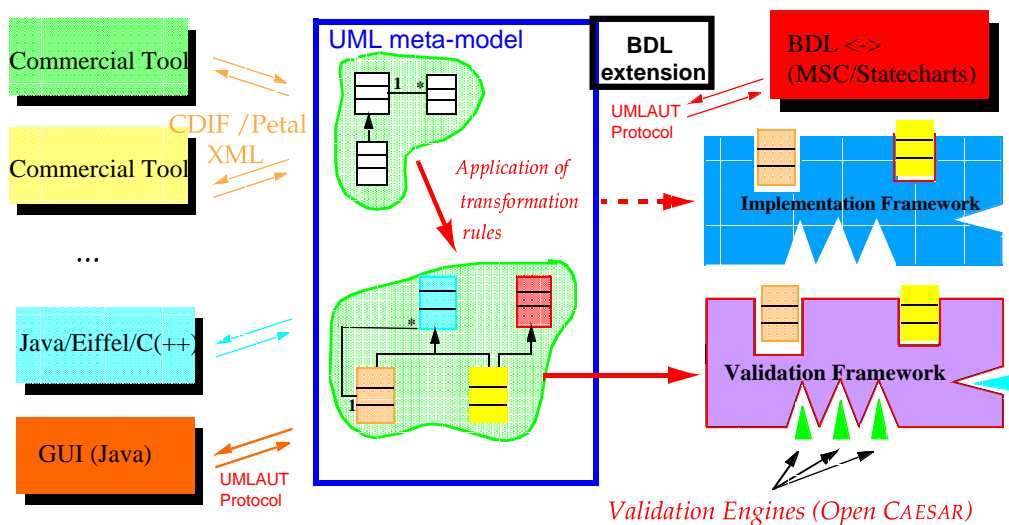 Commercial Tool
Commercial Tool
CDIF /Petal
XML
...
Java/Eiffel/C(++)
GUI (Java)
UMLAUT
Protocol
UML meta-model
1
*
Application of
transformation
rules
*
1
BDL
extension
BDL <->
(MSC/Statecharts)
UMLAUT
Protocol
Implementation Framework
Validation Framework
Validation Engines (Open CAESAR)